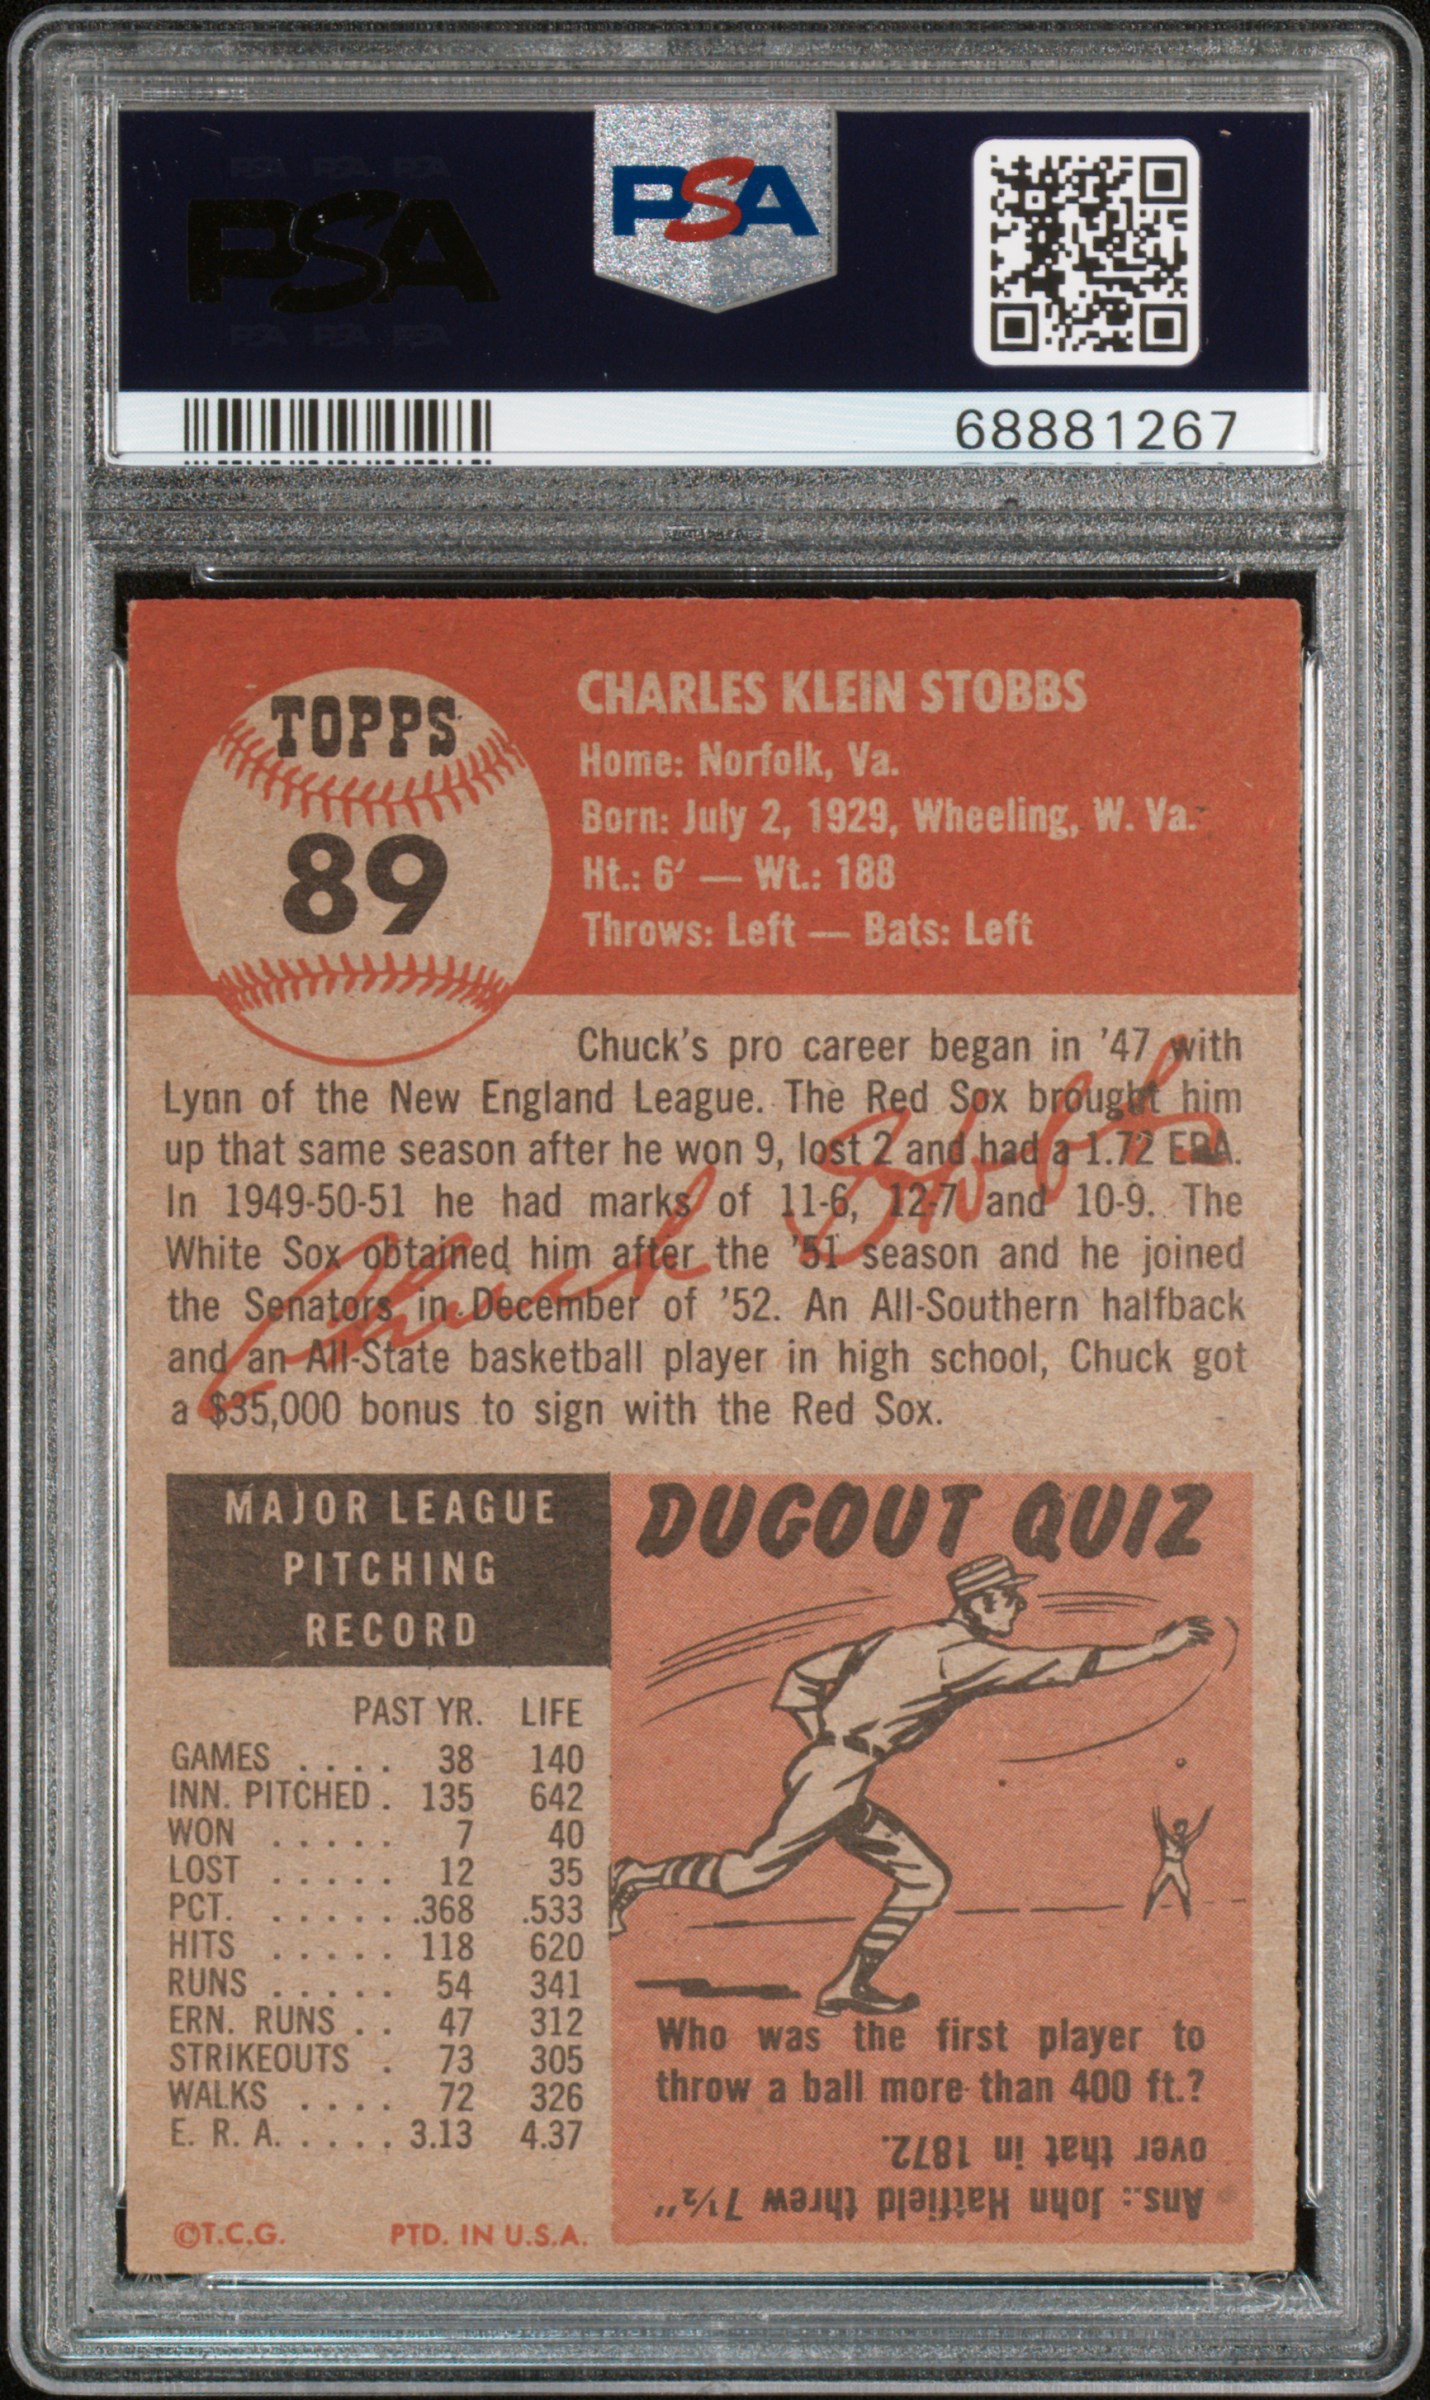 PSA PSA PSA
PSA
PSA PSA PSA
PSA
68881267
TOPPS
89
CHARLES KLEIN STOBBS
Home: Norfolk, Va.
Born: July 2, 1929, Wheeling, W. Va.
Ht.: 6′ — Wt.: 188
Throws: Left — Bats: Left
Chuck's pro career began in '47 with
Lynn of the New England League. The Red Sox brought him
up that same season after he won 9, lost 2 and had a 1.72 ERA.
In 1949-50-51 he had marks of 11-6, 12-7 and 10-9. The
White Sox obtained him after the '51 season and he joined
the Senators in December of '52. An All-Southern halfback
and an All-State basketball player in high school, Chuck got
a $35,000 bonus to sign with the Red Sox.
Chuck Stobbs
MAJOR LEAGUE
PITCHING
RECORD
PAST YR. LIFE
GAMES . . . . 38 140
INN. PITCHED . 135 642
WON . . . . . 7 40
LOST . . . . . 12 35
PCT. . . . . . . .368 .533
HITS . . . . . 118 620
RUNS . . . . . 54 341
ERN. RUNS . . 47 312
STRIKEOUTS . 73 305
WALKS . . . . 72 326
E. R. A. . . . . . 3.13 4.37
©T.C.G. PTD. IN U.S.A.
DUGOUT QUIZ
Who was the first player to
throw a ball more than 400 ft.?
Ans.: John Hatfield threw 7½"
over that in 1872.
PSA